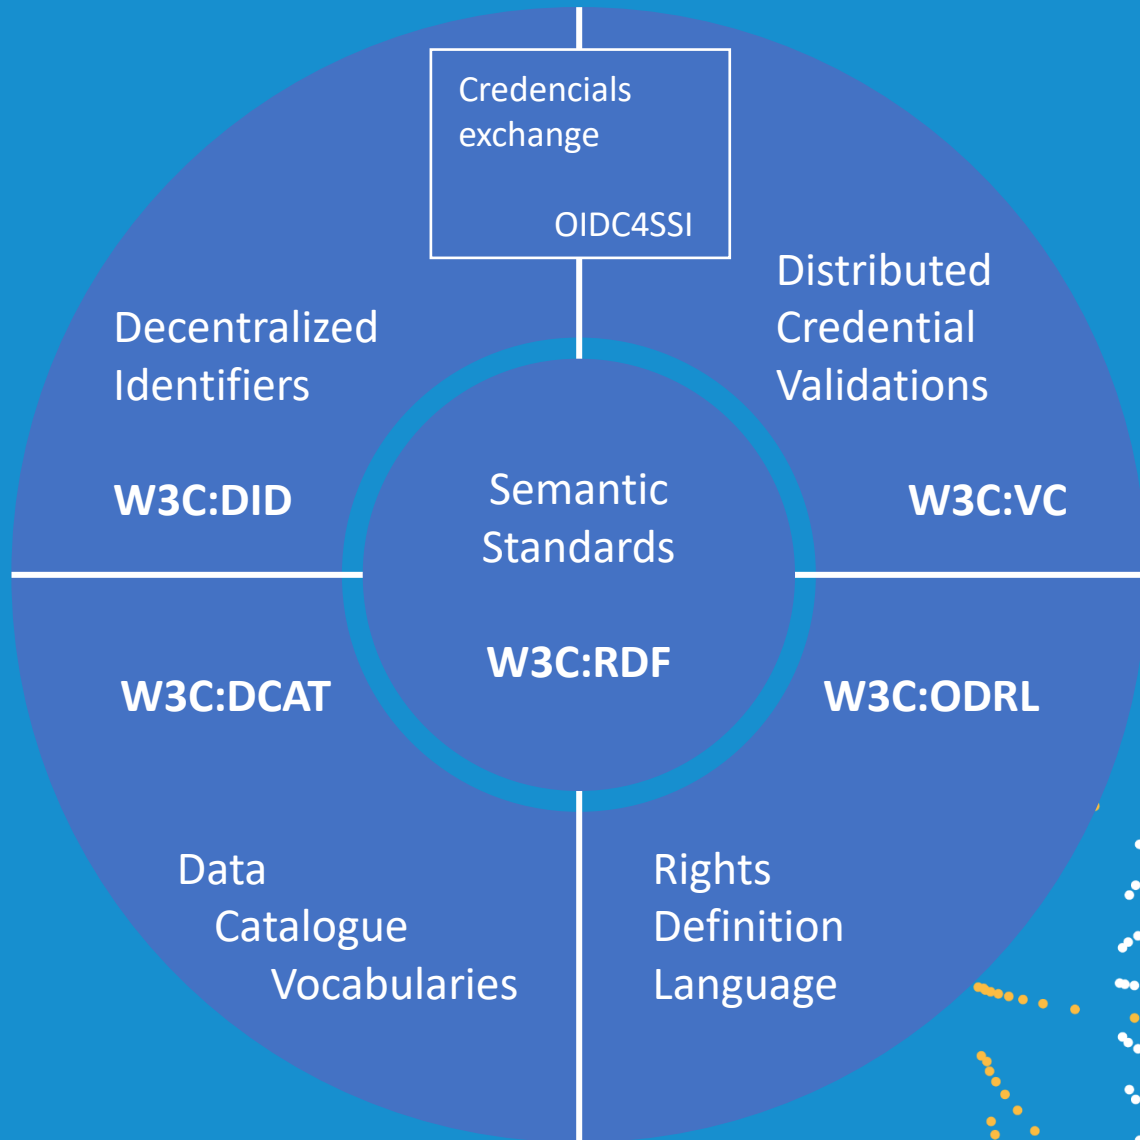 Credencials
exchange
OIDC4SSI
Decentralized
Identifiers
W3C:DID
Distributed
Credential
Validations
W3C:VC
Semantic
Standards
W3C:RDF
W3C:DCAT
Data
Catalogue
Vocabularies
W3C:ODRL
Rights
Definition
Language